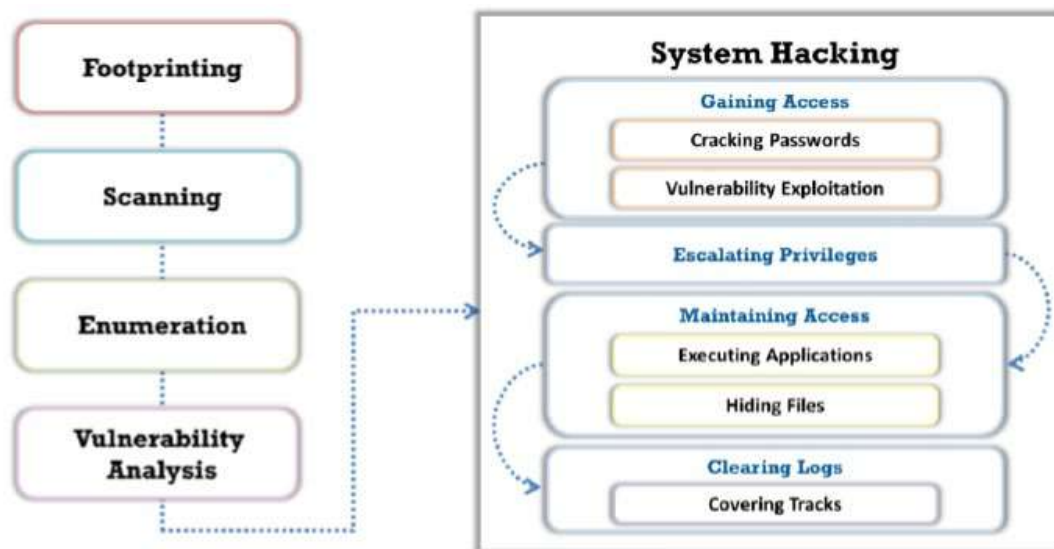 Footprinting
Scanning
Enumeration
Vulnerability
Analysis
System Hacking
Gaining Access
Cracking Passwords
Vulnerability Exploitation
Escalating Privileges
Maintaining Access
Executing Applications
Hiding Files
Clearing Logs
Covering Tracks